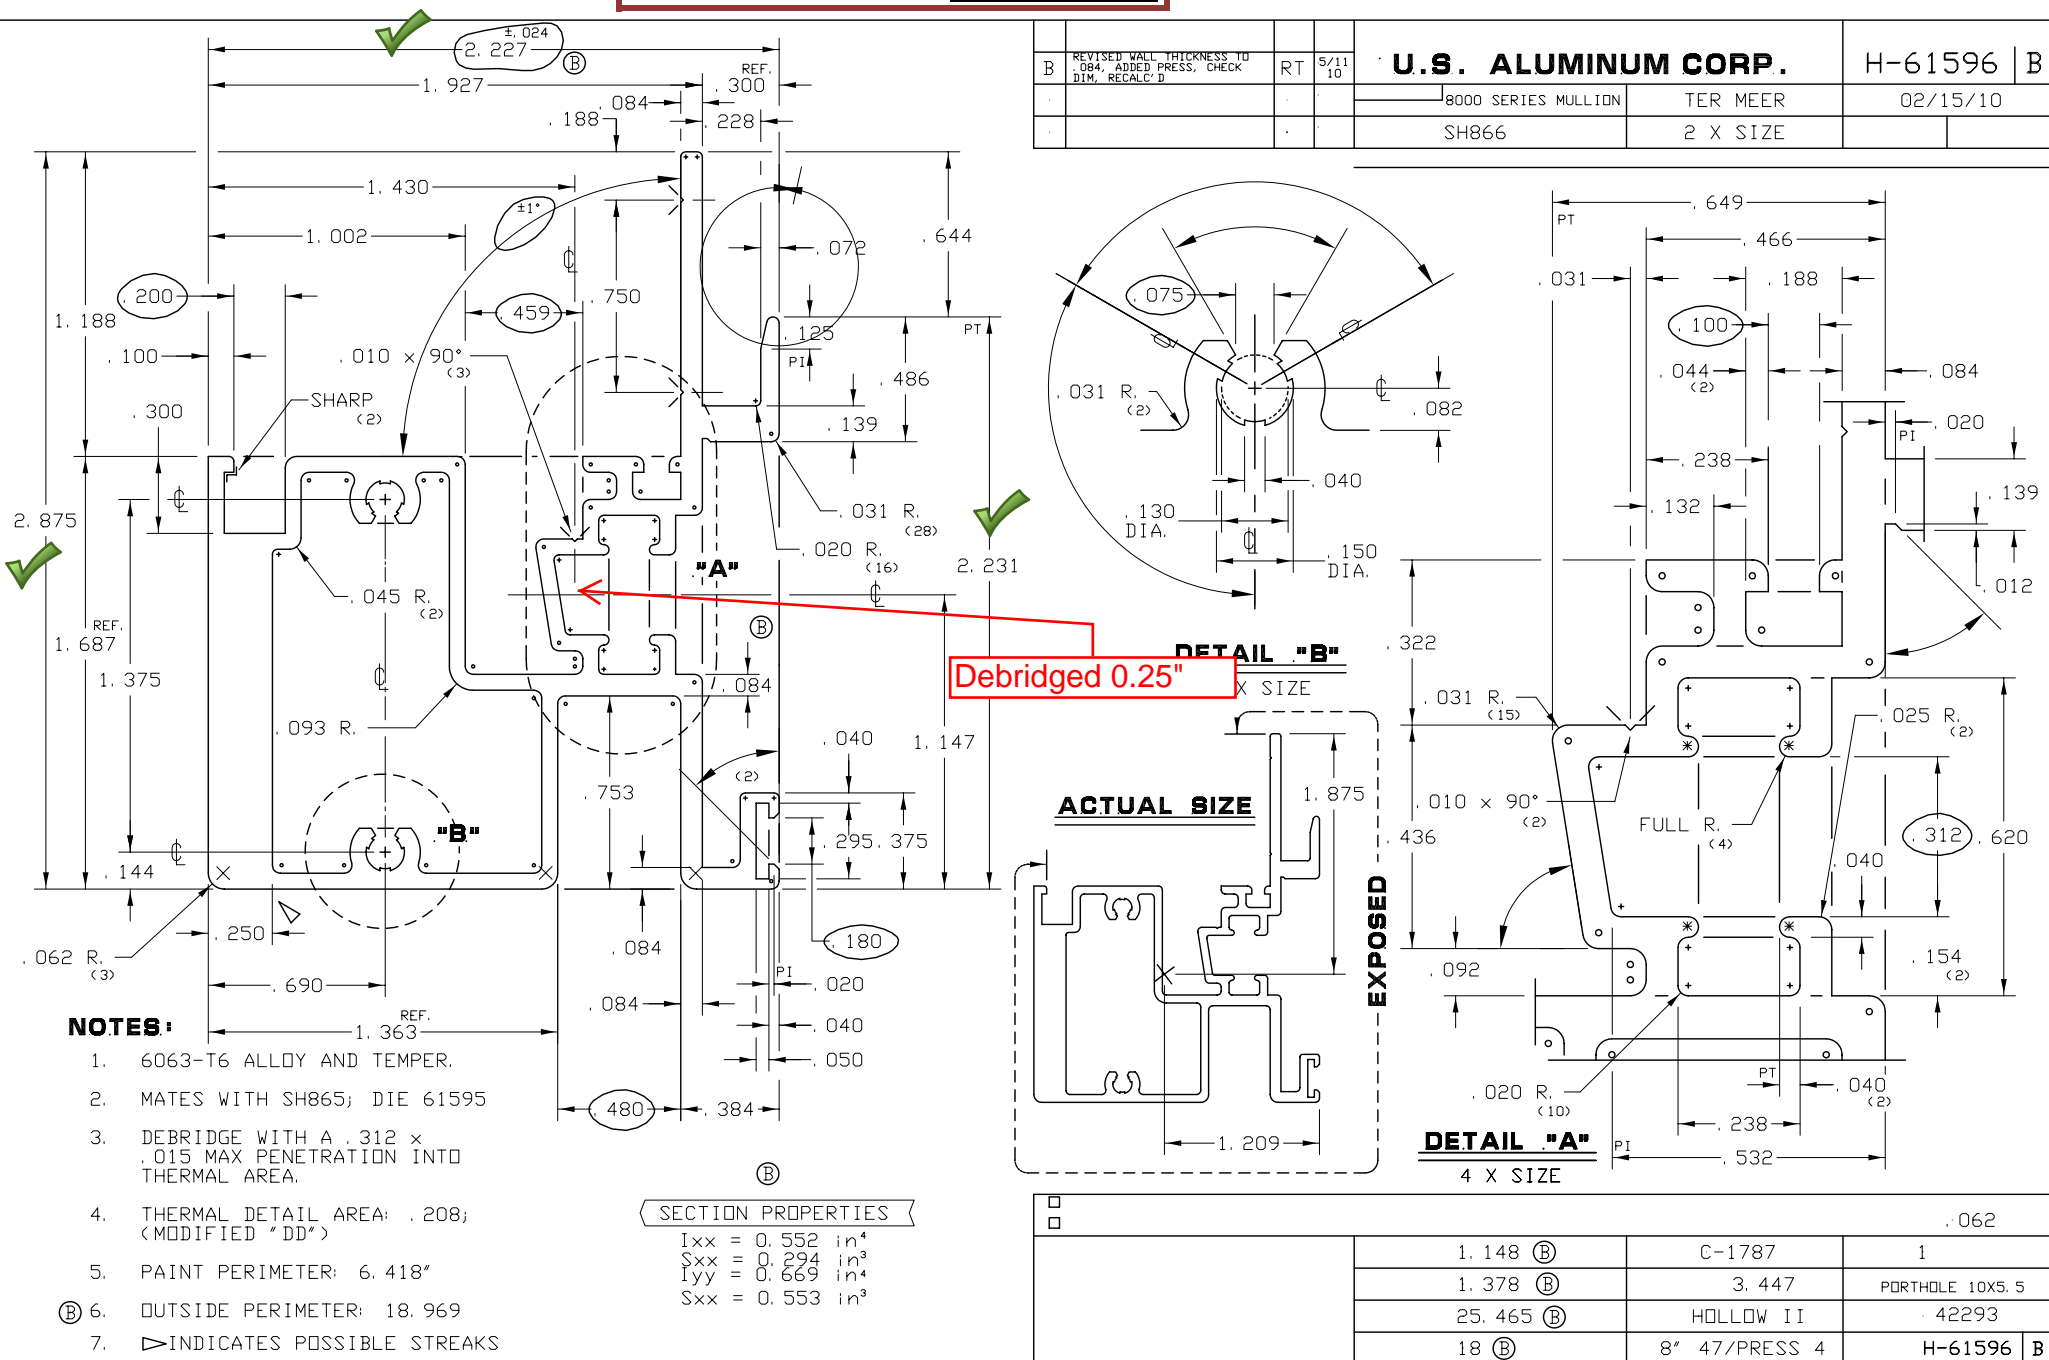 ±.024
2.227
B
1.927
REF.
.300
.084
.188
.228
1.430
±1°
1.002
.072
.644
.200
.459
.750
1.188
.125
PT
PI
.100
.010 × 90°
(3)
.486
SHARP
(2)
.300
.139
2.875
.031 R.
(28)
.020 R.
(16)
2.231
"A"
.045 R.
(2)
REF.
1.687
B
1.375
.084
.093 R.
.040
1.147
(2)
.753
"B"
.295
.375
.144
.250
.084
.180
.062 R.
(3)
PI
.690
.020
.084
REF.
1.363
.040
.050
.480
.384
Debridged 0.25"
B
REVISED WALL THICKNESS TO
.084, ADDED PRESS, CHECK
DIM, RECALC'D
RT
5/11
10
U.S. ALUMINUM CORP.
H-61596
B
8000 SERIES MULLION
TER MEER
02/15/10
SH866
2 X SIZE
.075
.031 R.
(2)
.082
.040
.130
DIA.
.150
DIA.
DETAIL "B"
X SIZE
ACTUAL SIZE
1.875
EXPOSED
1.209
.649
PT
.466
.031
.188
.100
.044
(2)
.084
.020
PI
.238
.132
.139
.012
.322
.031 R.
(15)
.025 R.
(2)
.010 × 90°
(2)
.436
FULL R.
(4)
.312
.620
.040
.092
.154
(2)
.020 R.
(10)
PT
.040
(2)
.238
DETAIL "A"
PI
.532
4 X SIZE
NOTES:
1. 6063-T6 ALLOY AND TEMPER.
2. MATES WITH SH865; DIE 61595
3. DEBRIDGE WITH A .312 ×
.015 MAX PENETRATION INTO
THERMAL AREA.
4. THERMAL DETAIL AREA: .208;
(MODIFIED "DD")
5. PAINT PERIMETER: 6.418"
B 6. OUTSIDE PERIMETER: 18.969
7. INDICATES POSSIBLE STREAKS
B
SECTION PROPERTIES
Ixx = 0.552 in⁴
Sxx = 0.294 in³
Iyy = 0.669 in⁴
Sxx = 0.553 in³
.062
1.148 B
C-1787
1
1.378 B
3.447
PORTHOLE 10X5.5
25.465 B
HOLLOW II
42293
18 B
8" 47/PRESS 4
H-61596
B